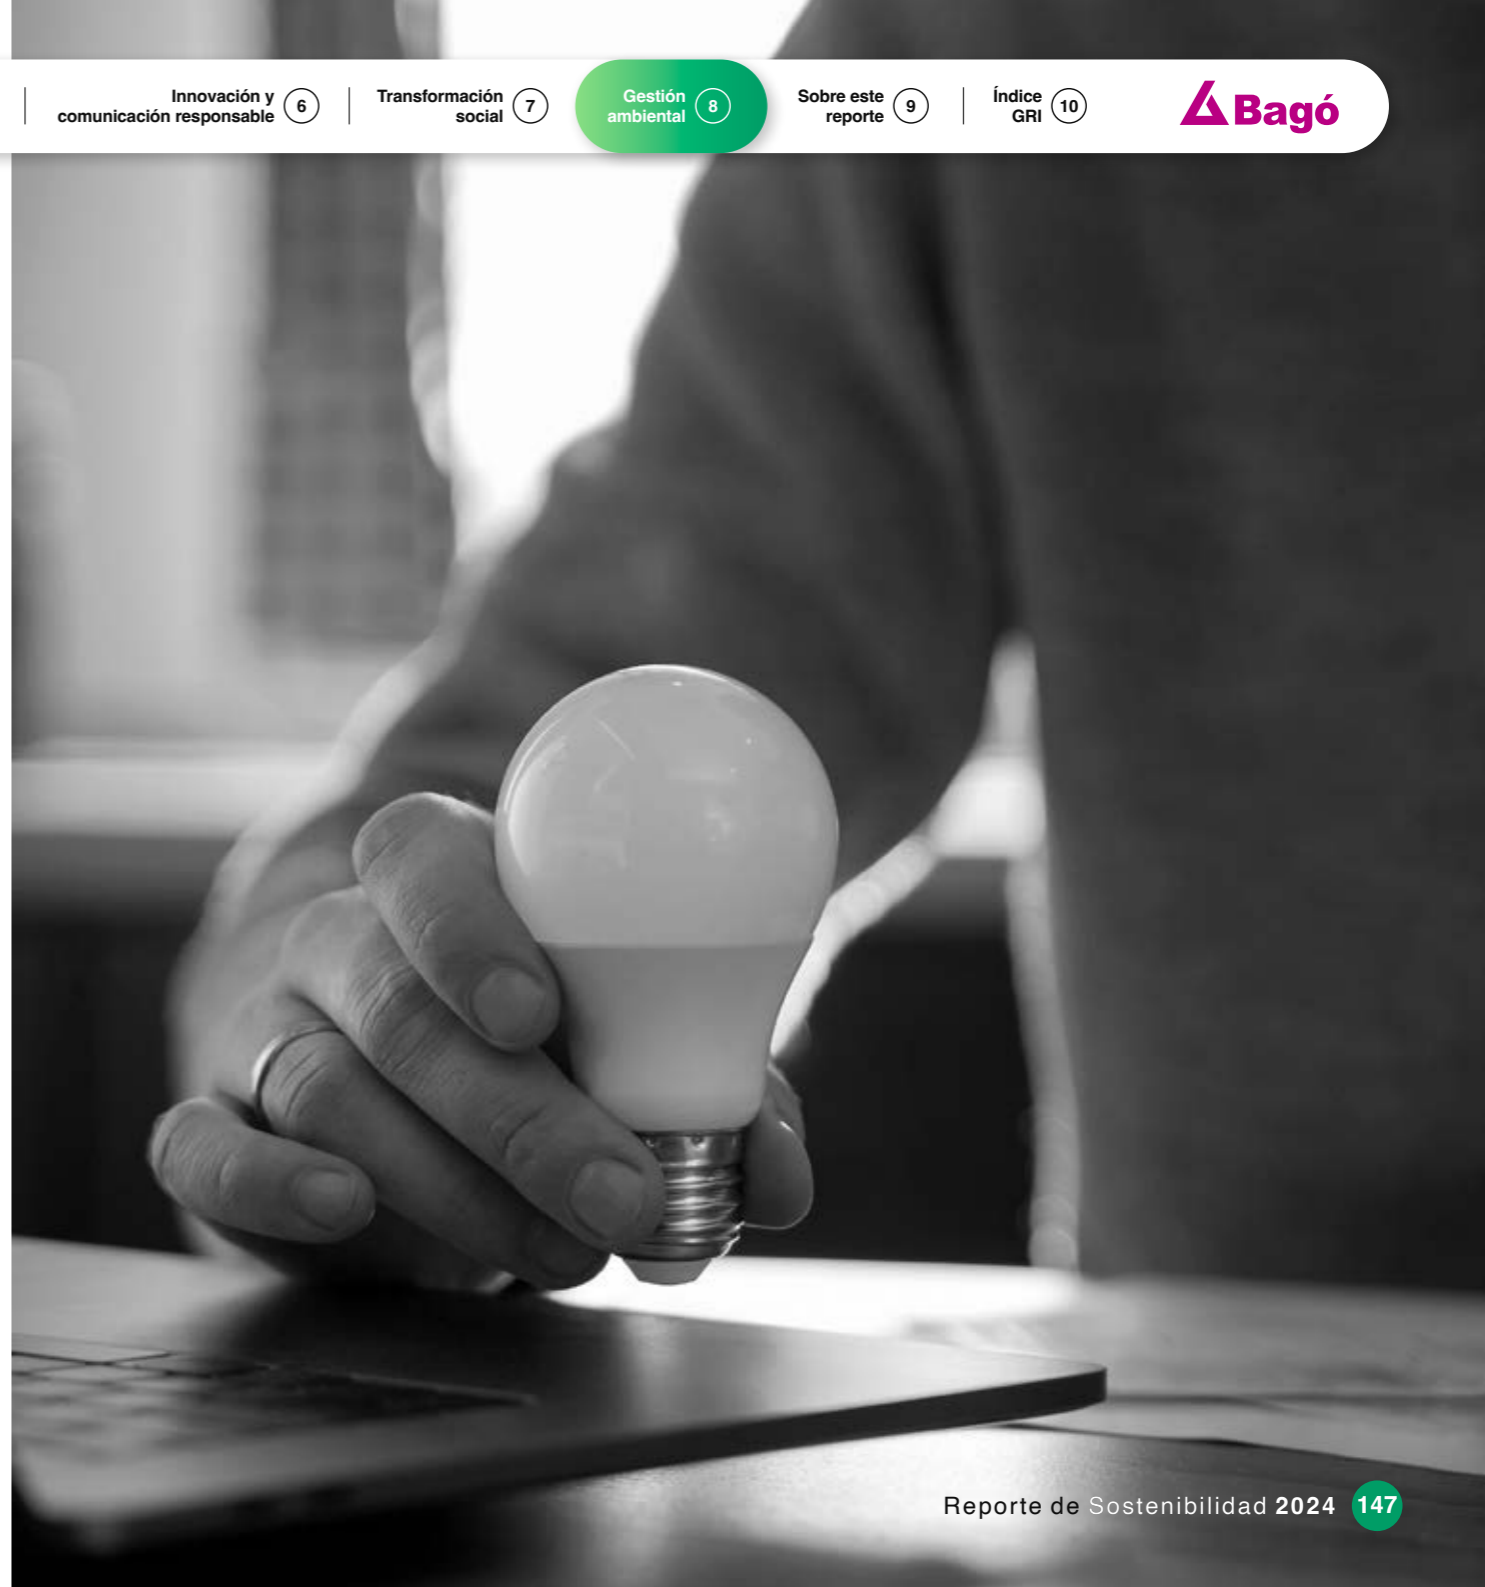 Innovación y
comunicación responsable 6
Transformación
social 7
Gestión
ambiental 8
Sobre este
reporte 9
Índice
GRI 10
Bagó
Reporte de Sostenibilidad 2024 147